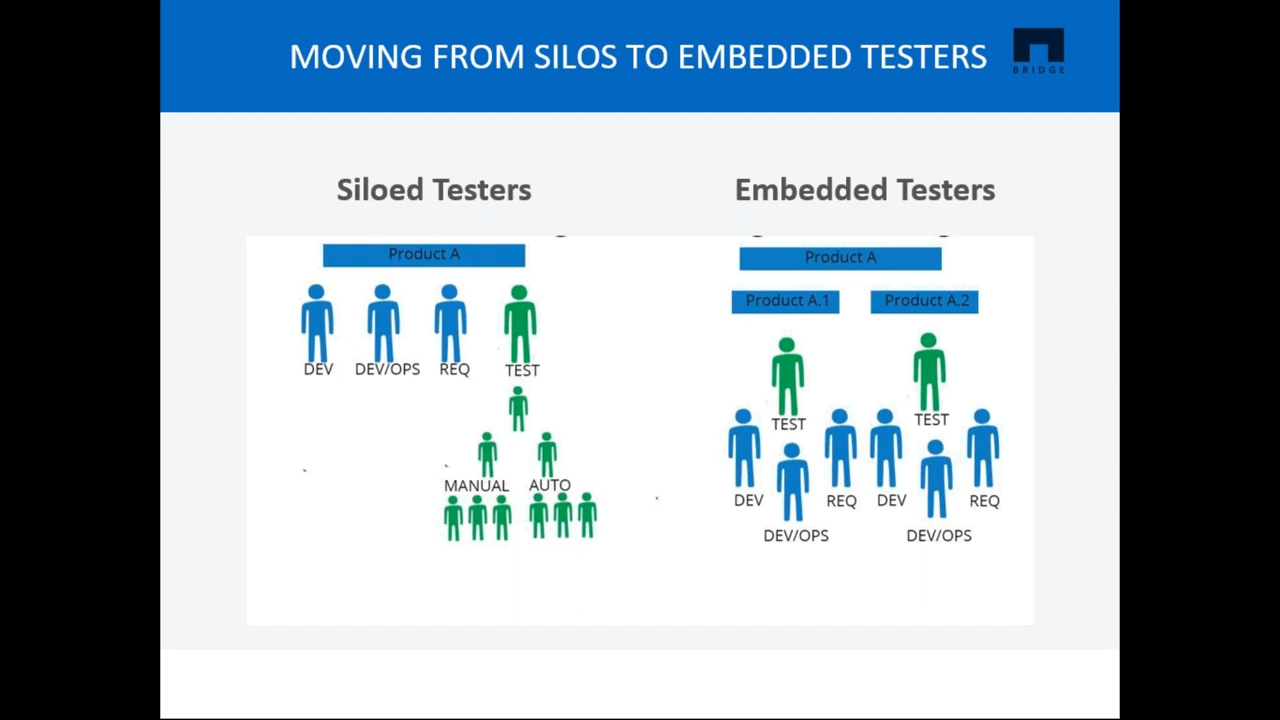 MOVING FROM SILOS TO EMBEDDED TESTERS
BRIDGE
Siloed Testers
Embedded Testers
Product A
DEV DEV/OPS REQ TEST
MANUAL AUTO
Product A
Product A.1 Product A.2
TEST TEST
DEV REQ DEV REQ
DEV/OPS DEV/OPS